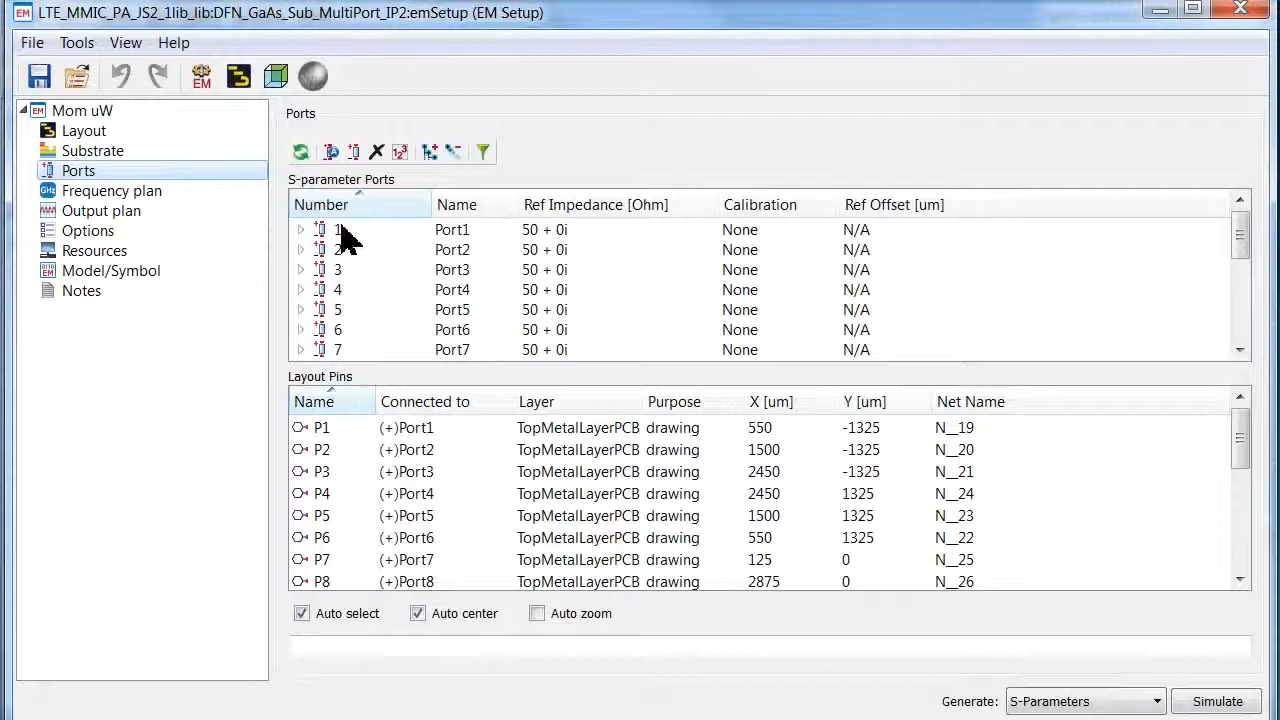 LTE_MMIC_PA_JS2_1lib_lib:DFN_GaAs_Sub_MultiPort_IP2:emSetup (EM Setup)
File Tools View Help
EM
Mom uW
Layout
Substrate
Ports
Frequency plan
Output plan
Options
Resources
Model/Symbol
Notes
Ports
S-parameter Ports
Number Name Ref Impedance [Ohm] Calibration Ref Offset [um]
1 Port1 50 + 0i None N/A
2 Port2 50 + 0i None N/A
3 Port3 50 + 0i None N/A
4 Port4 50 + 0i None N/A
5 Port5 50 + 0i None N/A
6 Port6 50 + 0i None N/A
7 Port7 50 + 0i None N/A
Layout Pins
Name Connected to Layer Purpose X [um] Y [um] Net Name
P1 (+)Port1 TopMetalLayerPCB drawing 550 -1325 N__19
P2 (+)Port2 TopMetalLayerPCB drawing 1500 -1325 N__20
P3 (+)Port3 TopMetalLayerPCB drawing 2450 -1325 N__21
P4 (+)Port4 TopMetalLayerPCB drawing 2450 1325 N__24
P5 (+)Port5 TopMetalLayerPCB drawing 1500 1325 N__23
P6 (+)Port6 TopMetalLayerPCB drawing 550 1325 N__22
P7 (+)Port7 TopMetalLayerPCB drawing 125 0 N__25
P8 (+)Port8 TopMetalLayerPCB drawing 2875 0 N__26
Auto select Auto center Auto zoom
Generate: S-Parameters Simulate